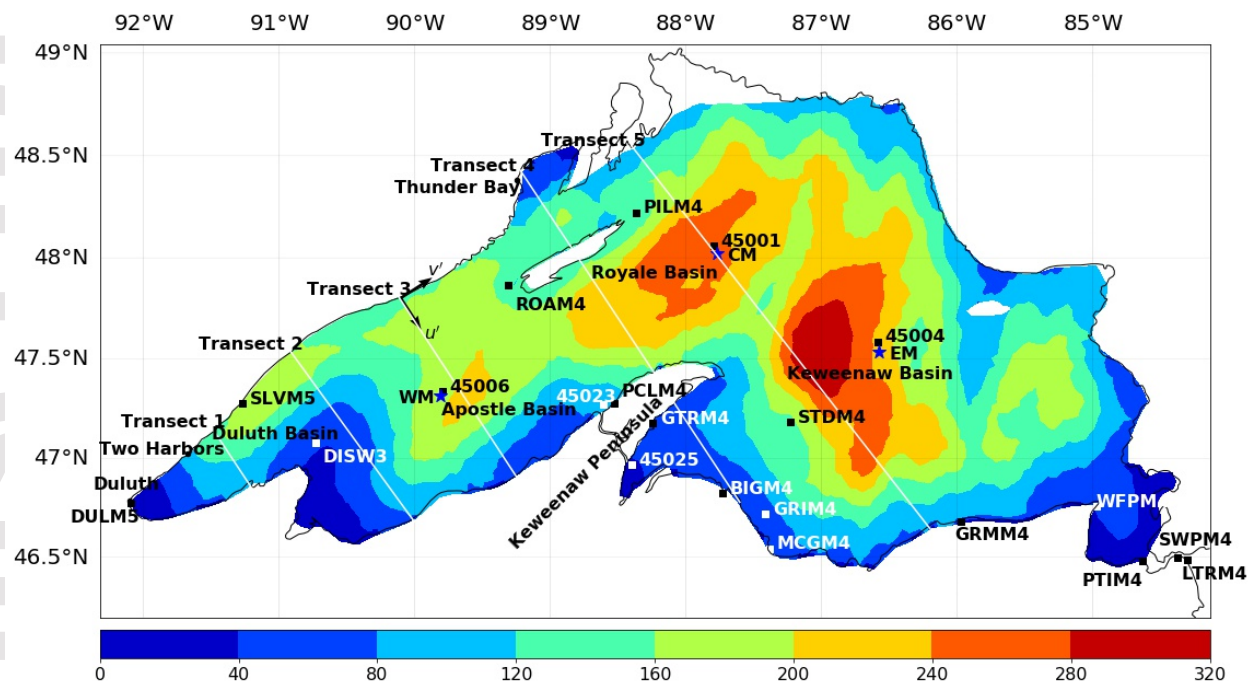 92°W 91°W 90°W 89°W 88°W 87°W 86°W 85°W
49°N
48.5°N
48°N
47.5°N
47°N
46.5°N
Transect 5
Transect 4
Thunder Bay
PILM4
45001
CM
Royale Basin
v'
Transect 3
ROAM4
u'
Transect 2
45004
EM
Keweenaw Basin
45006
WM
Apostle Basin
45023
PCLM4
SLVM5
GTRM4
STDM4
Transect 1
Duluth Basin
Two Harbors
DISW3
45025
Keweenaw Peninsula
Duluth
DULM5
BIGM4
GRIM4
MCGM4
WFPM
GRMM4
SWPM4
PTIM4
LTRM4
0 40 80 120 160 200 240 280 320